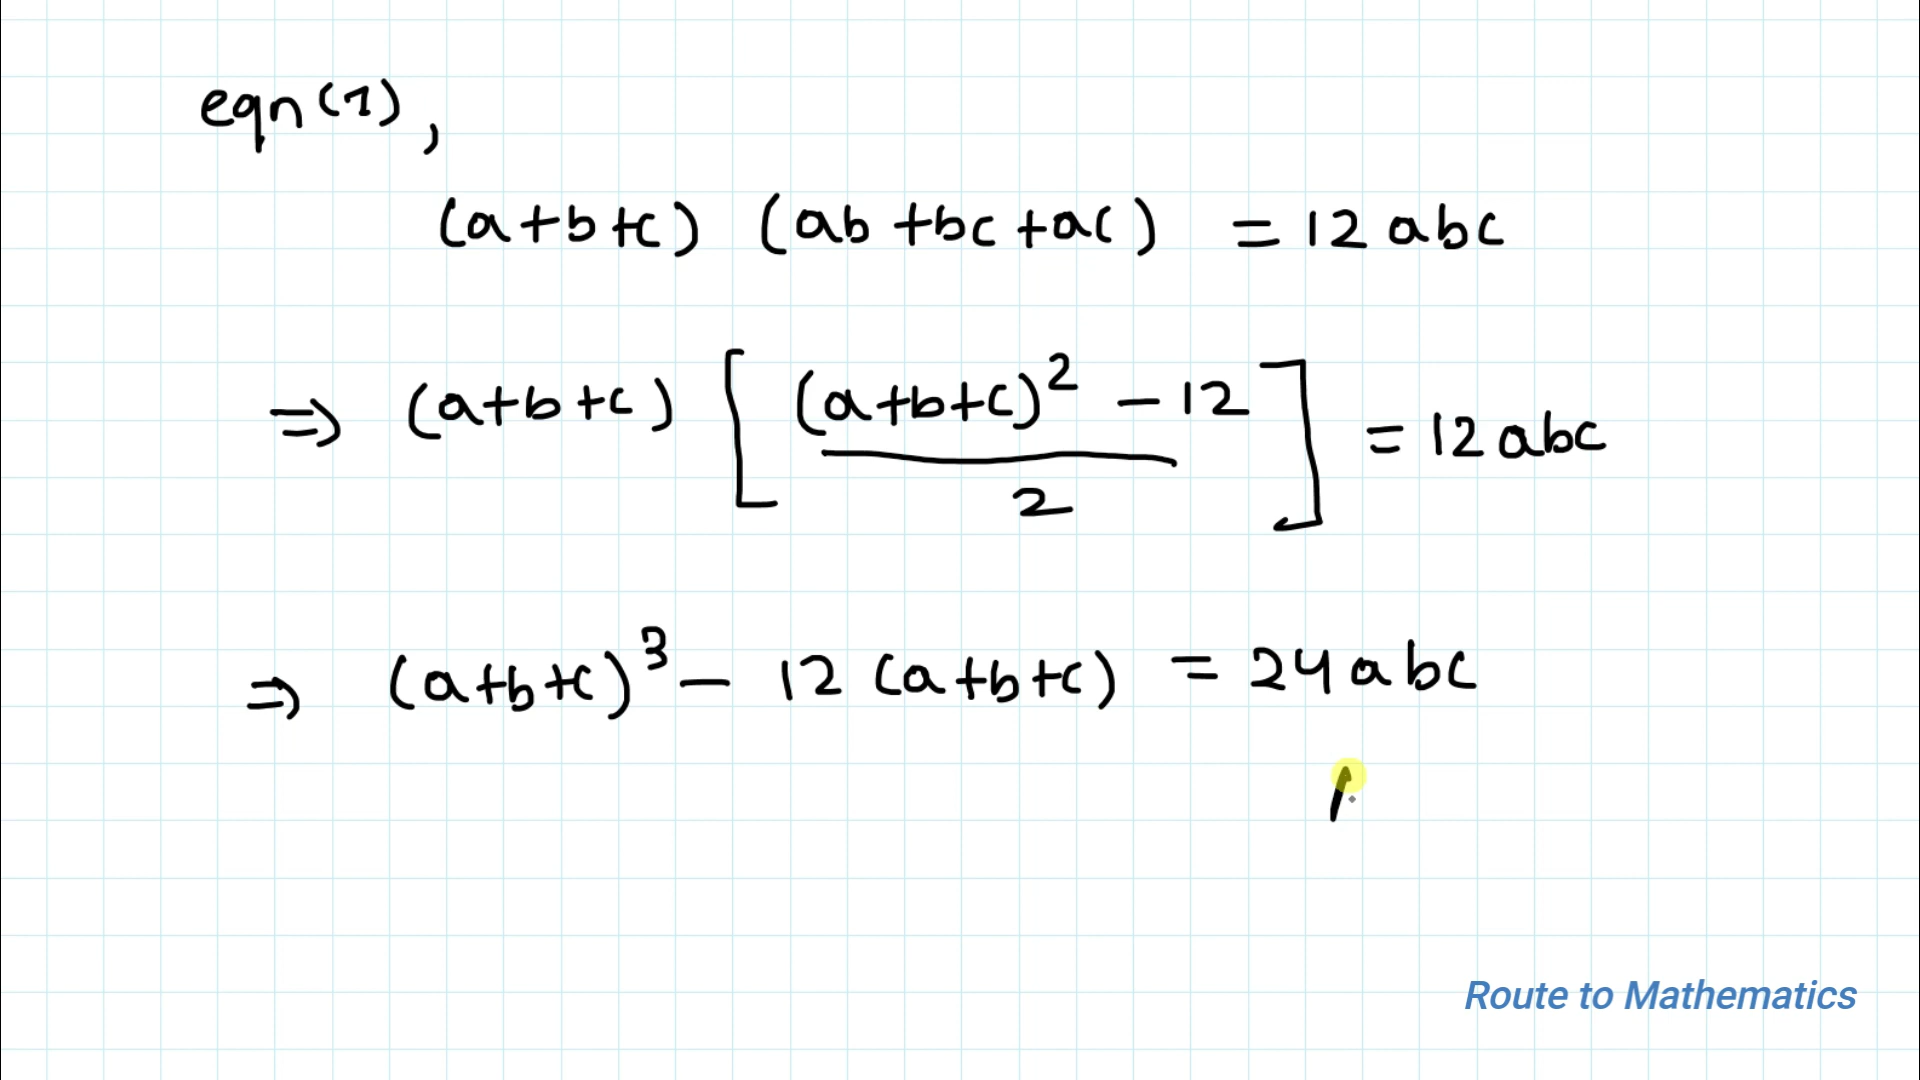 eqn(1),
(a+b+c) (ab+bc+ac) = 12abc
⇒ (a+b+c) [ (a+b+c)² - 12 / 2 ] = 12abc
⇒ (a+b+c)³ - 12(a+b+c) = 24abc
Route to Mathematics